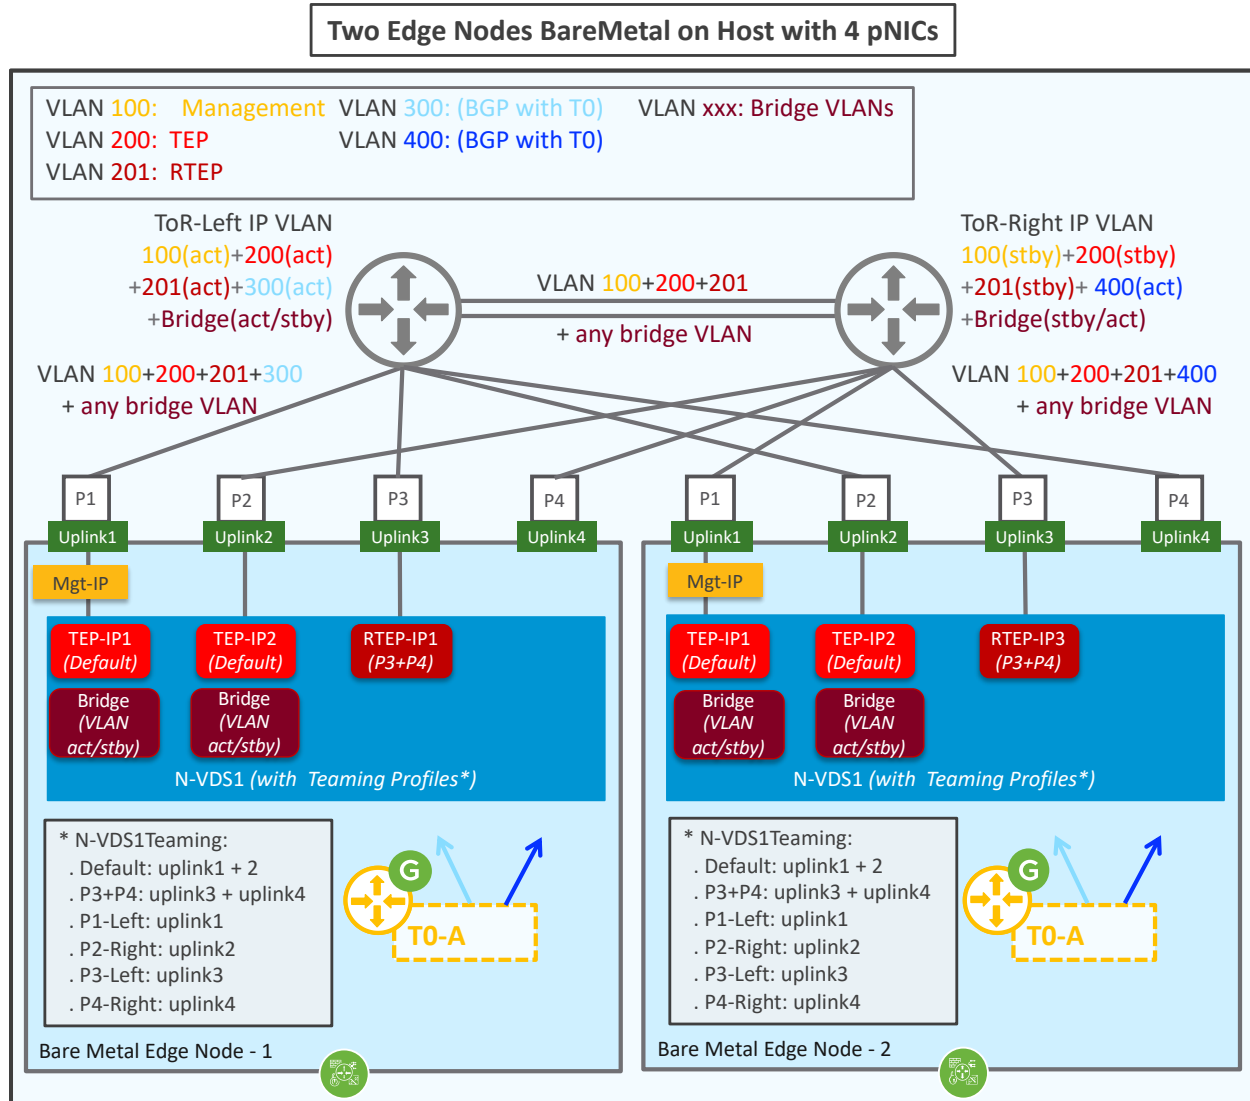 Two Edge Nodes BareMetal on Host with 4 pNICs
VLAN 100: Management VLAN 300: (BGP with T0) VLAN xxx: Bridge VLANs
VLAN 200: TEP VLAN 400: (BGP with T0)
VLAN 201: RTEP
ToR-Left IP VLAN
100(act)+200(act)
+201(act)+300(act)
+Bridge(act/stby)
VLAN 100+200+201
+ any bridge VLAN
ToR-Right IP VLAN
100(stby)+200(stby)
+201(stby)+ 400(act)
+Bridge(stby/act)
VLAN 100+200+201+300
+ any bridge VLAN
VLAN 100+200+201+400
+ any bridge VLAN
P1
P2
P3
P4
P1
P2
P3
P4
Uplink1
Uplink2
Uplink3
Uplink4
Uplink1
Uplink2
Uplink3
Uplink4
Mgt-IP
TEP-IP1
(Default)
TEP-IP2
(Default)
RTEP-IP1
(P3+P4)
Bridge
(VLAN
act/stby)
Bridge
(VLAN
act/stby)
N-VDS1 (with Teaming Profiles*)
* N-VDS1Teaming:
. Default: uplink1 + 2
. P3+P4: uplink3 + uplink4
. P1-Left: uplink1
. P2-Right: uplink2
. P3-Left: uplink3
. P4-Right: uplink4
G
T0-A
Bare Metal Edge Node - 1
Mgt-IP
TEP-IP1
(Default)
TEP-IP2
(Default)
RTEP-IP3
(P3+P4)
Bridge
(VLAN
act/stby)
Bridge
(VLAN
act/stby)
N-VDS1 (with Teaming Profiles*)
* N-VDS1Teaming:
. Default: uplink1 + 2
. P3+P4: uplink3 + uplink4
. P1-Left: uplink1
. P2-Right: uplink2
. P3-Left: uplink3
. P4-Right: uplink4
G
T0-A
Bare Metal Edge Node - 2